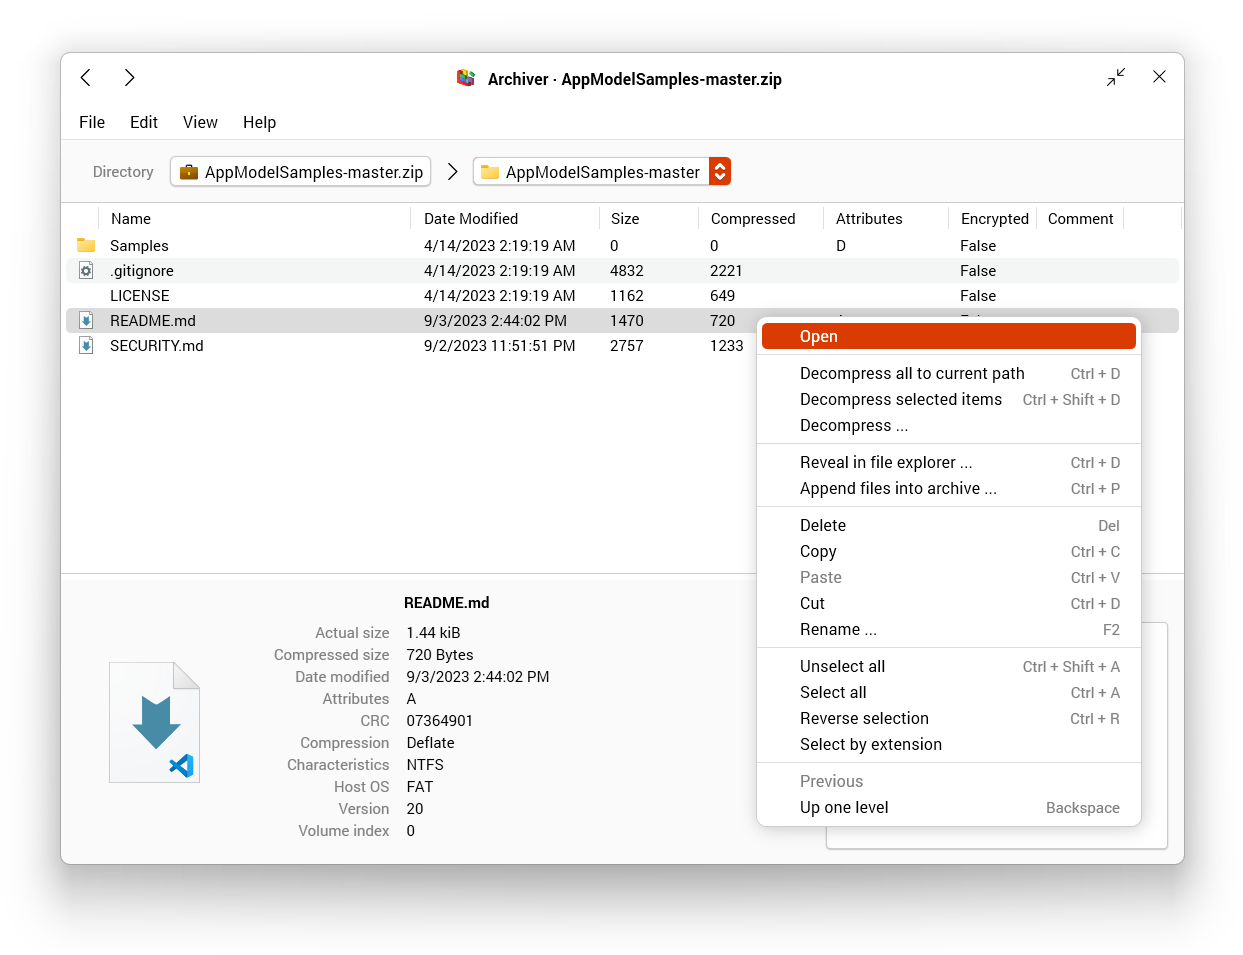 Archiver · AppModelSamples-master.zip
File Edit View Help
Directory AppModelSamples-master.zip AppModelSamples-master
Name Date Modified Size Compressed Attributes Encrypted Comment
Samples 4/14/2023 2:19:19 AM 0 0 D False
.gitignore 4/14/2023 2:19:19 AM 4832 2221 False
LICENSE 4/14/2023 2:19:19 AM 1162 649 False
README.md 9/3/2023 2:44:02 PM 1470 720
SECURITY.md 9/2/2023 11:51:51 PM 2757 1233
Open
Decompress all to current path Ctrl + D
Decompress selected items Ctrl + Shift + D
Decompress ...
Reveal in file explorer ... Ctrl + D
Append files into archive ... Ctrl + P
Delete Del
Copy Ctrl + C
Paste Ctrl + V
Cut Ctrl + D
Rename ... F2
Unselect all Ctrl + Shift + A
Select all Ctrl + A
Reverse selection Ctrl + R
Select by extension
Previous
Up one level Backspace
README.md
Actual size 1.44 kiB
Compressed size 720 Bytes
Date modified 9/3/2023 2:44:02 PM
Attributes A
CRC 07364901
Compression Deflate
Characteristics NTFS
Host OS FAT
Version 20
Volume index 0